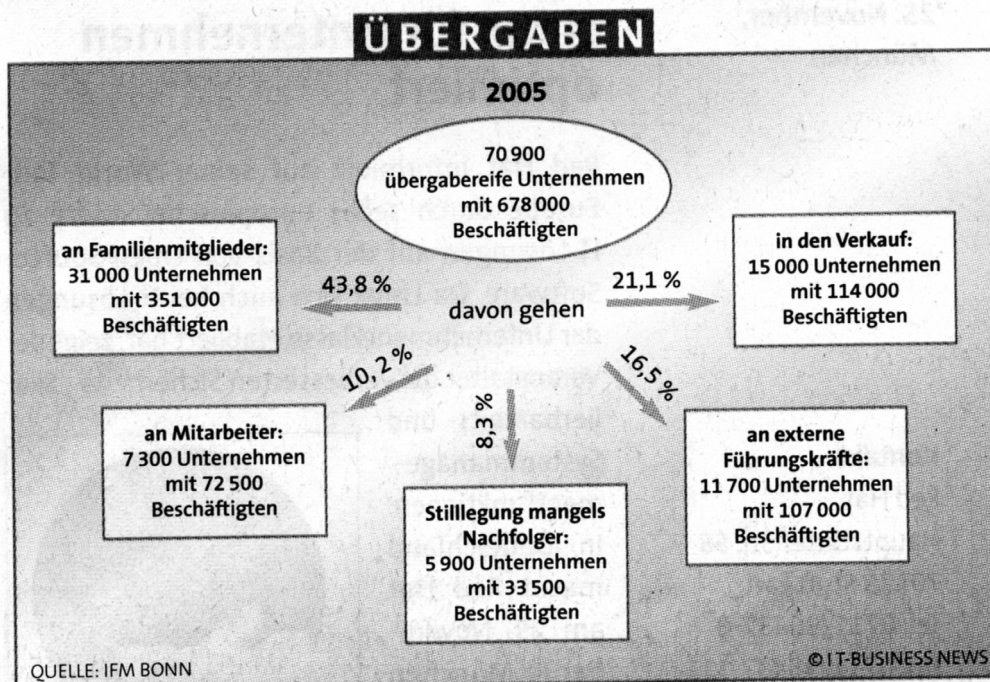 25. November,
München
ÜBERGABEN
2005
70 900
übergabereife Unternehmen
mit 678 000
Beschäftigten
an Familienmitglieder:
31 000 Unternehmen
mit 351 000
Beschäftigten
43,8 %
davon gehen
21,1 %
in den Verkauf:
15 000 Unternehmen
mit 114 000
Beschäftigten
10,2 %
8,3 %
16,5 %
an Mitarbeiter:
7 300 Unternehmen
mit 72 500
Beschäftigten
Stilllegung mangels
Nachfolger:
5 900 Unternehmen
mit 33 500
Beschäftigten
an externe
Führungskräfte:
11 700 Unternehmen
mit 107 000
Beschäftigten
QUELLE: IFM BONN
© IT-BUSINESS NEWS